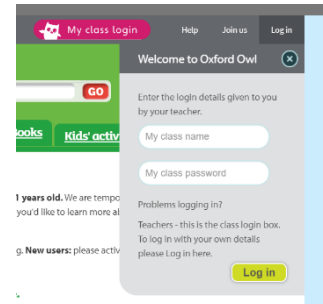 My class login Help Join us Log in
Welcome to Oxford Owl x
GO
Enter the login details given to you
by your teacher.
My class name
ooks Kids' activ
My class password
1 years old. We are tempo
you'd like to learn more a
Problems logging in?
Teachers - this is the class login box.
To log in with your own details
please Log in here.
g. New users: please activ
Log in